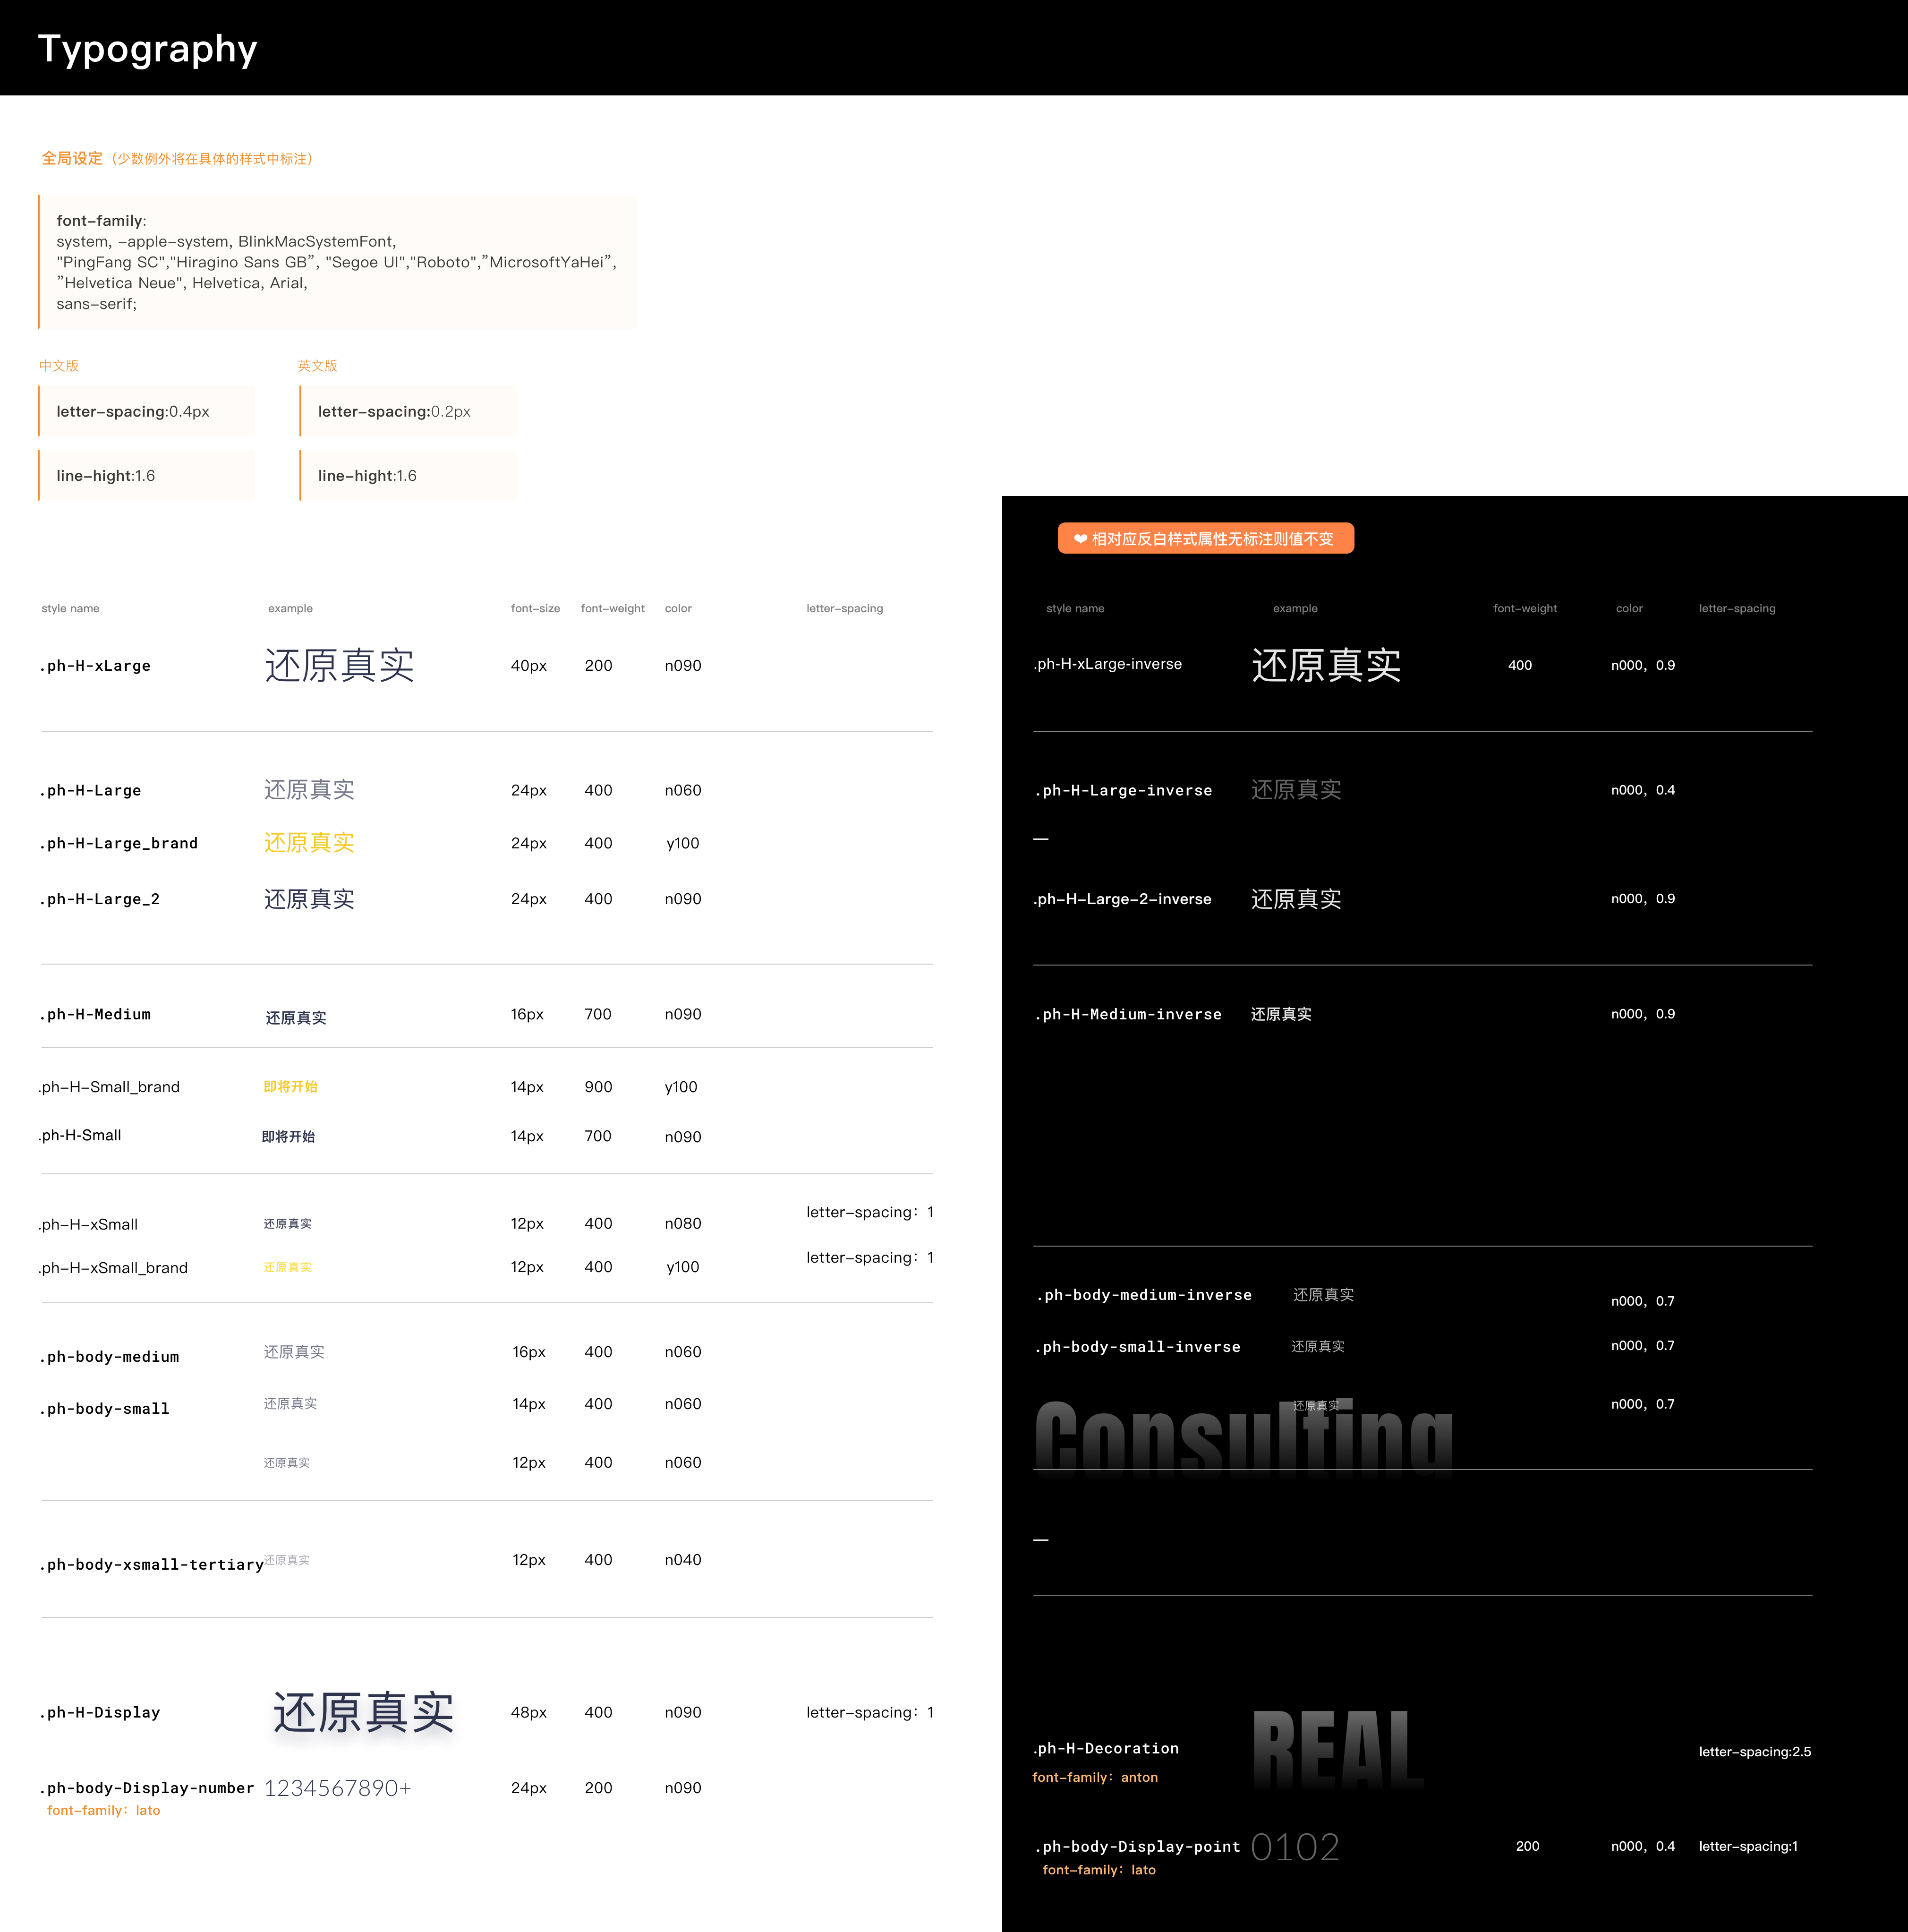 Typography
全局设定（少数例外将在具体的样式中标注）
font-family:
system, -apple-system, BlinkMacSystemFont,
"PingFang SC","Hiragino Sans GB”, "Segoe UI","Roboto",”MicrosoftYaHei”,
”Helvetica Neue", Helvetica, Arial,
sans-serif;
中文版
letter-spacing:0.4px
line-hight:1.6
英文版
letter-spacing:0.2px
line-hight:1.6
style name example font-size font-weight color letter-spacing
.ph-H-xLarge 还原真实 40px 200 n090
.ph-H-Large 还原真实 24px 400 n060
.ph-H-Large_brand 还原真实 24px 400 y100
.ph-H-Large_2 还原真实 24px 400 n090
.ph-H-Medium 还原真实 16px 700 n090
.ph-H-Small_brand 即将开始 14px 900 y100
.ph-H-Small 即将开始 14px 700 n090
.ph-H-xSmall 还原真实 12px 400 n080 letter-spacing：1
.ph-H-xSmall_brand 还原真实 12px 400 y100 letter-spacing：1
.ph-body-medium 还原真实 16px 400 n060
.ph-body-small 还原真实 14px 400 n060
还原真实 12px 400 n060
.ph-body-xsmall-tertiary 还原真实 12px 400 n040
.ph-H-Display 还原真实 48px 400 n090 letter-spacing：1
.ph-body-Display-number 1234567890+ 24px 200 n090
font-family：lato
❤ 相对应反白样式属性无标注则值不变
style name example font-weight color letter-spacing
.ph-H-xLarge-inverse 还原真实 400 n000，0.9
.ph-H-Large-inverse 还原真实 n000，0.4
—
.ph-H-Large-2-inverse 还原真实 n000，0.9
.ph-H-Medium-inverse 还原真实 n000，0.9
.ph-body-medium-inverse 还原真实 n000，0.7
.ph-body-small-inverse 还原真实 n000，0.7
还原真实 n000，0.7
Consulting
—
REAL
.ph-H-Decoration letter-spacing:2.5
font-family：anton
.ph-body-Display-point 0102 200 n000，0.4 letter-spacing:1
font-family：lato